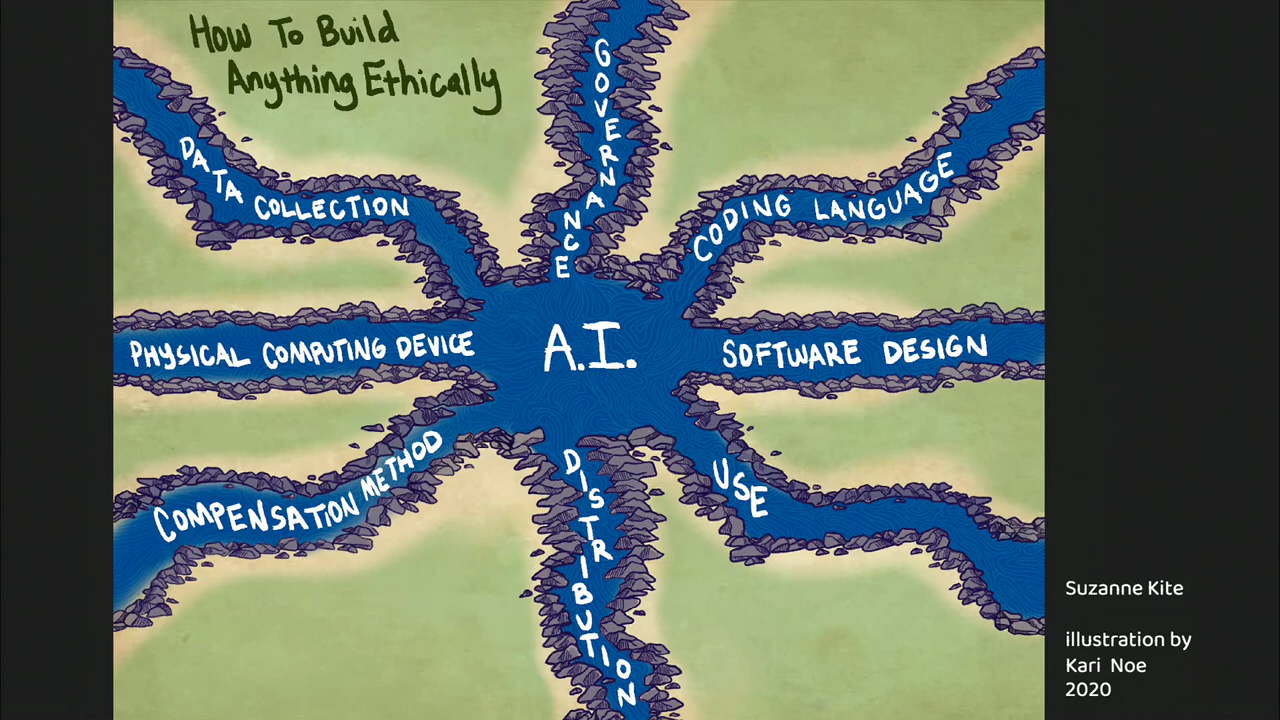 How To Build
Anything Ethically
GOVERNANCE
DATA COLLECTION
CODING LANGUAGE
PHYSICAL COMPUTING DEVICE
A.I.
SOFTWARE DESIGN
COMPENSATION METHOD
DISTRIBUTION
USE
Suzanne Kite
illustration by
Kari Noe
2020